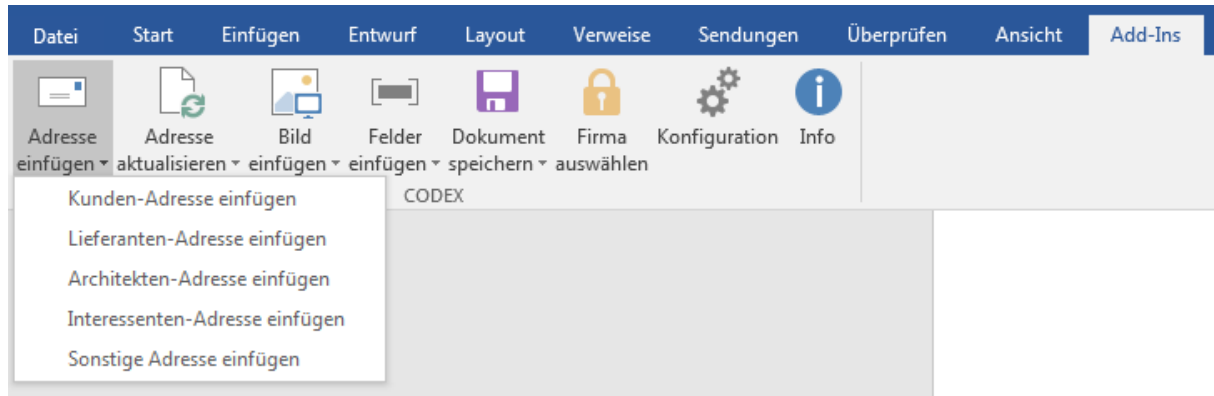 Datei Start Einfügen Entwurf Layout Verweise Sendungen Überprüfen Ansicht Add-Ins
Adresse Adresse Bild Felder Dokument Firma Konfiguration Info
einfügen aktualisieren einfügen einfügen speichern auswählen
CODEX
Kunden-Adresse einfügen
Lieferanten-Adresse einfügen
Architekten-Adresse einfügen
Interessenten-Adresse einfügen
Sonstige Adresse einfügen